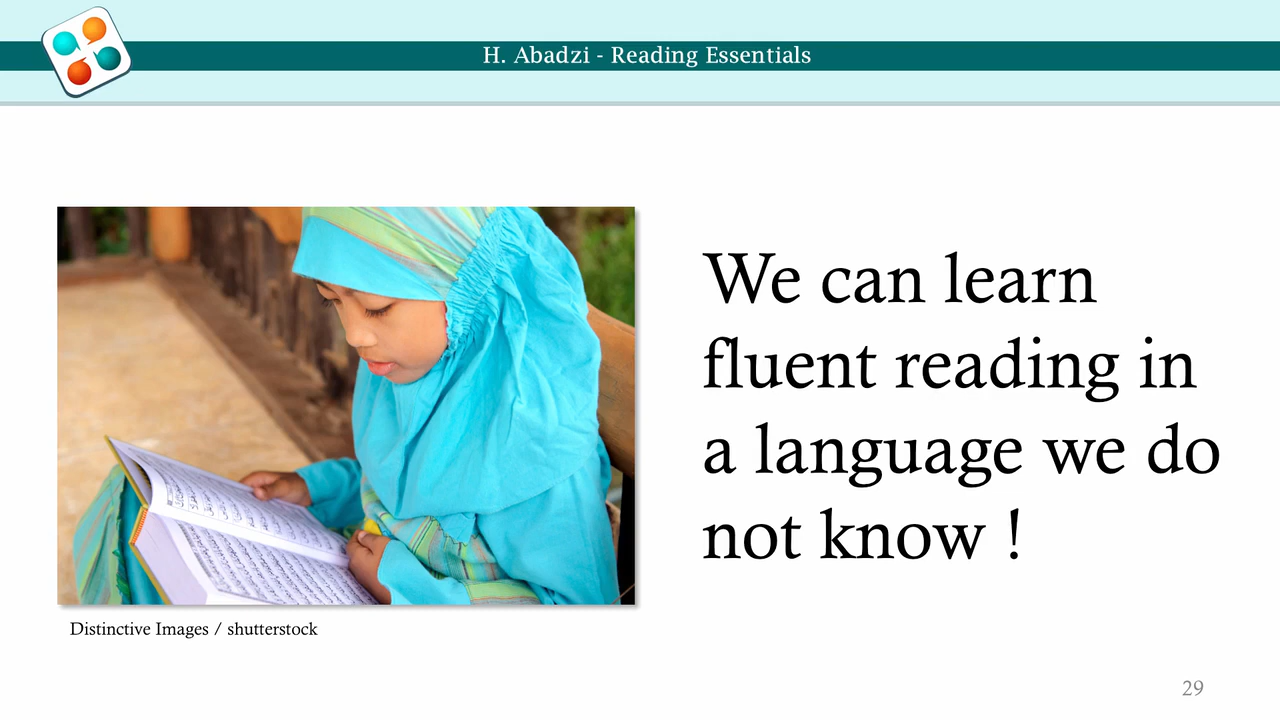 H. Abadzi - Reading Essentials
We can learn
fluent reading in
a language we do
not know !
Distinctive Images / shutterstock
29